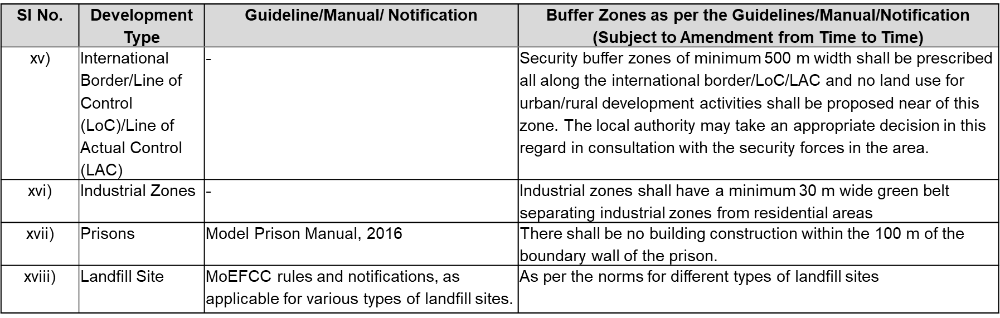 Sl No.
Development
Type
Guideline/Manual/ Notification
Buffer Zones as per the Guidelines/Manual/Notification
(Subject to Amendment from Time to Time)
xv)
International
Border/Line of
Control
(LoC)/Line of
Actual Control
(LAC)
-
Security buffer zones of minimum 500 m width shall be prescribed
all along the international border/LoC/LAC and no land use for
urban/rural development activities shall be proposed near of this
zone. The local authority may take an appropriate decision in this
regard in consultation with the security forces in the area.
xvi)
Industrial Zones
-
Industrial zones shall have a minimum 30 m wide green belt
separating industrial zones from residential areas
xvii)
Prisons
Model Prison Manual, 2016
There shall be no building construction within the 100 m of the
boundary wall of the prison.
xviii)
Landfill Site
MoEFCC rules and notifications, as
applicable for various types of landfill sites.
As per the norms for different types of landfill sites